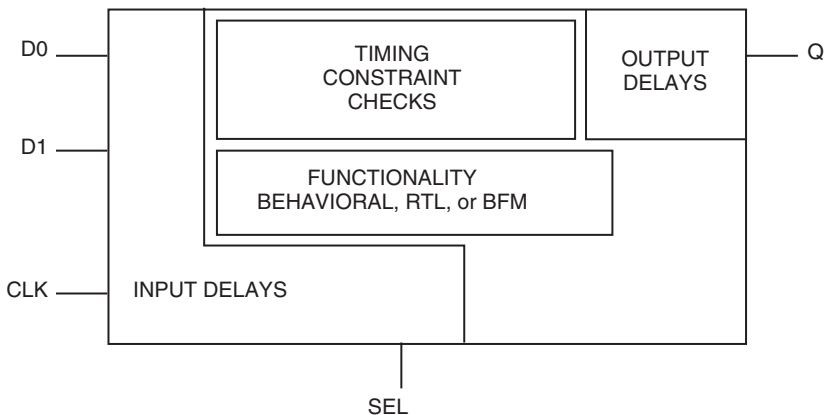 D0
TIMING
CONSTRAINT
CHECKS
OUTPUT
DELAYS
Q
D1
FUNCTIONALITY
BEHAVIORAL, RTL, or BFM
CLK
INPUT DELAYS
SEL